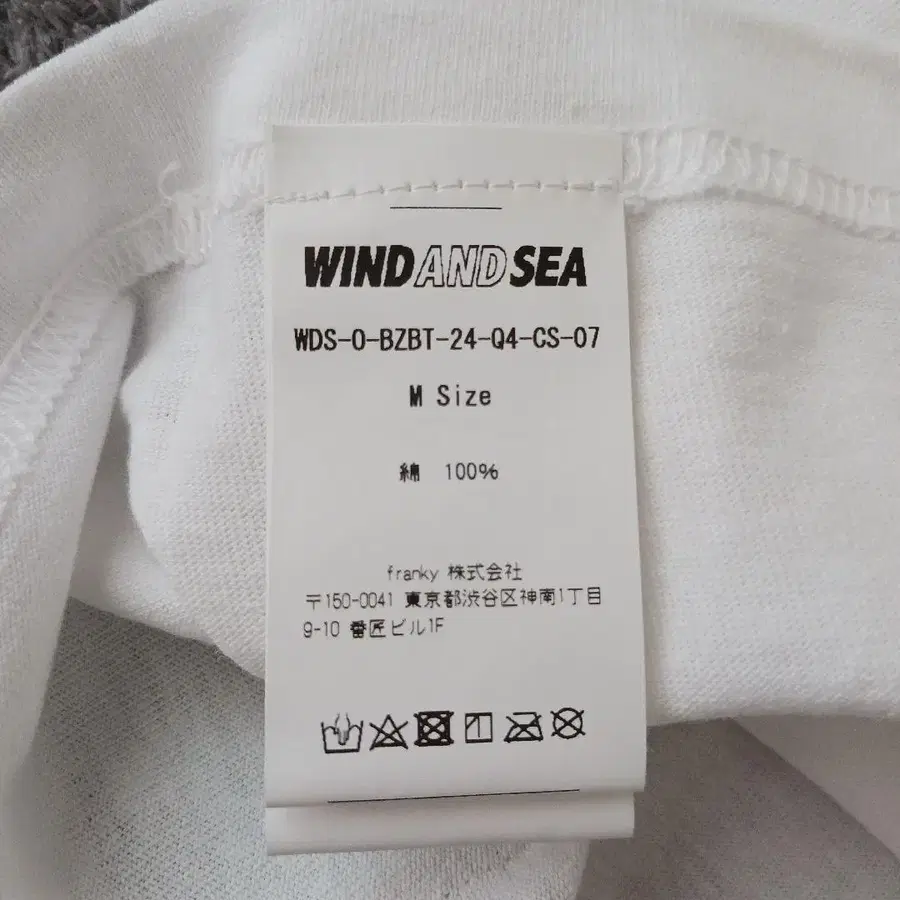 WIND AND SEA
WDS-O-BZBT-24-Q4-CS-07
M Size
綿 100%
franky 株式会社
〒150-0041 東京都渋谷区神南1丁目
9-10 番匠ビル1F